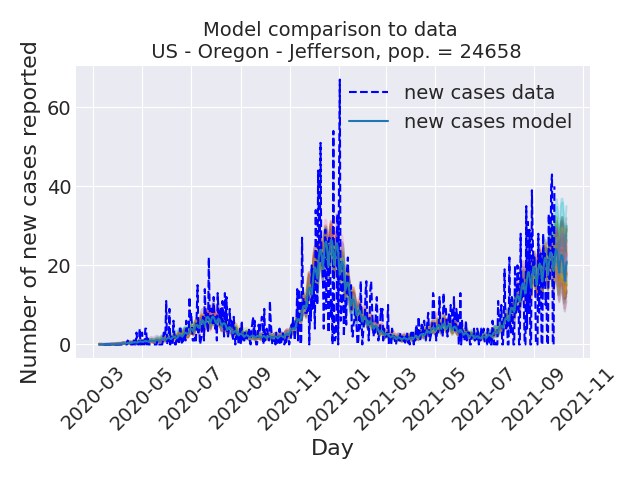 Model comparison to data
US - Oregon - Jefferson, pop. = 24658
Number of new cases reported
60
40
20
0
new cases data
new cases model
2020-03
2020-05
2020-07
2020-09
2020-11
2021-01
2021-03
2021-05
2021-07
2021-09
2021-11
Day